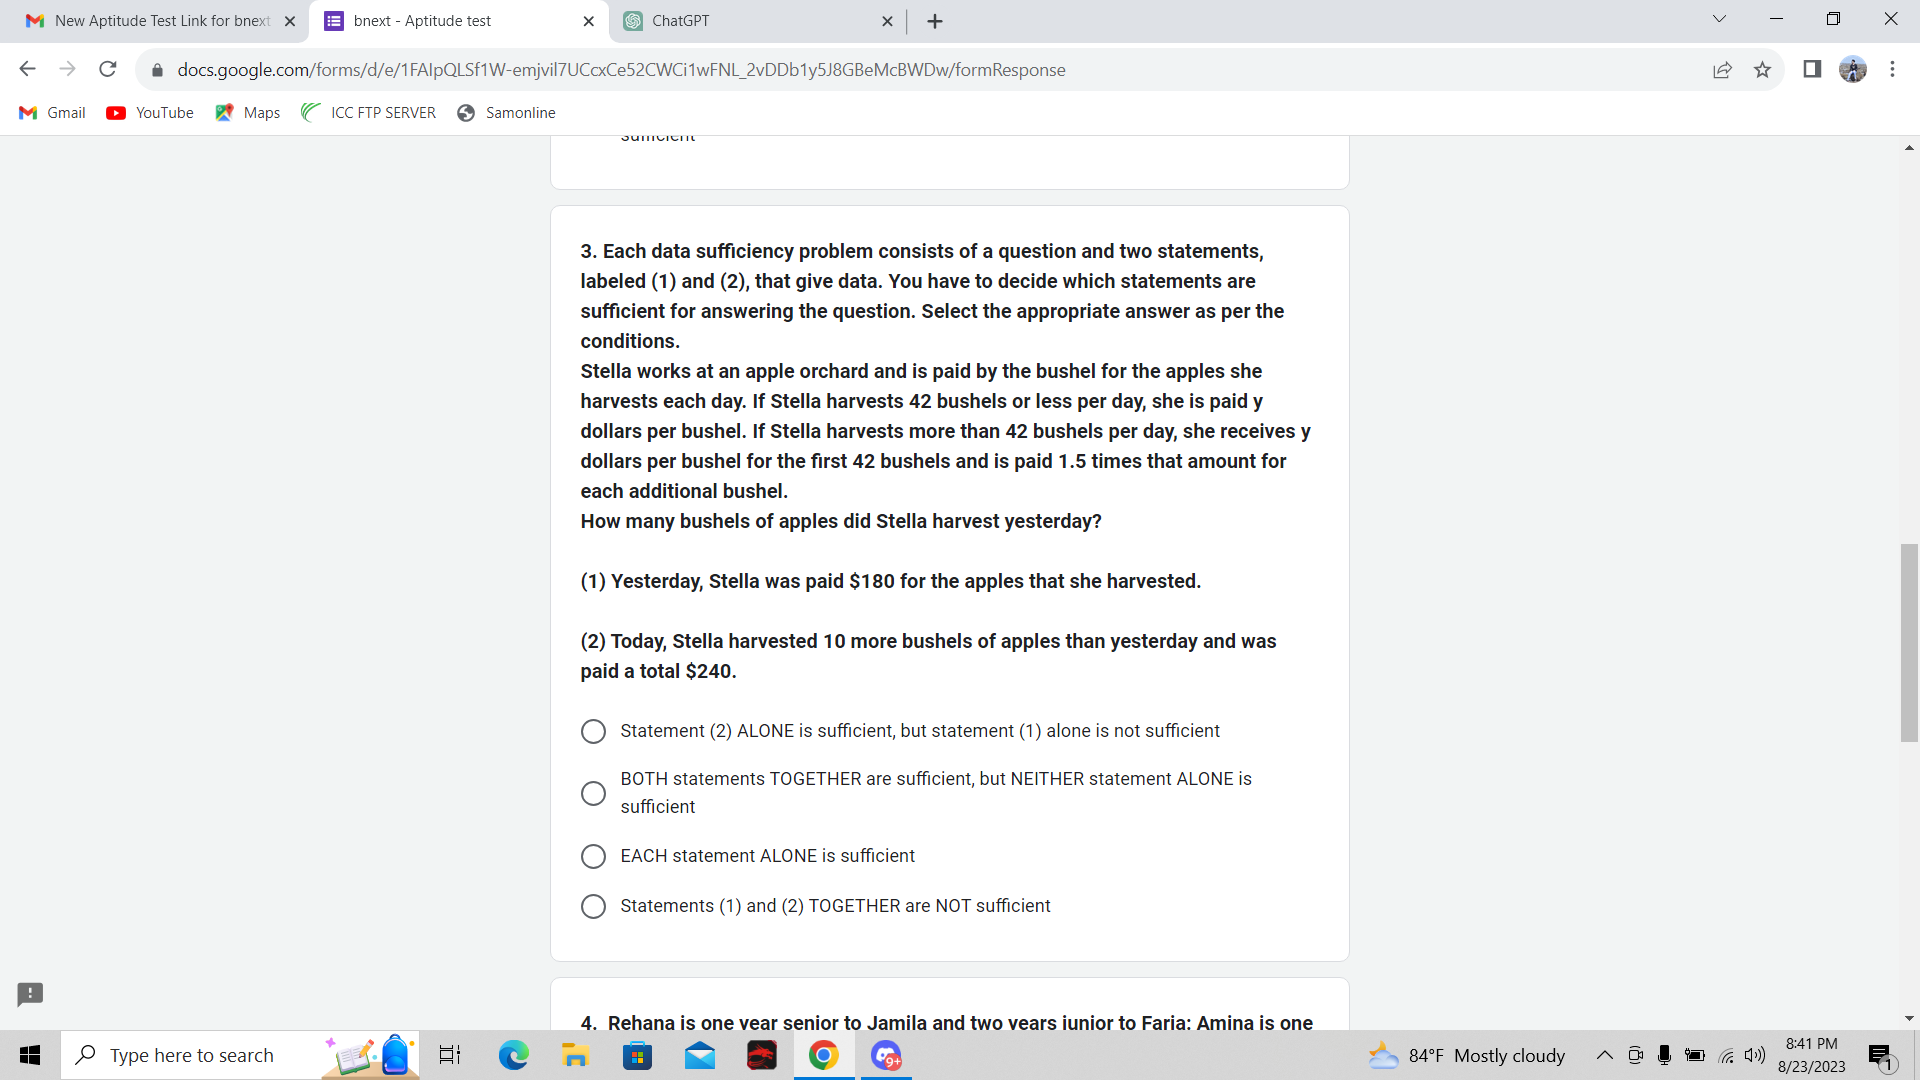 New Aptitude Test Link for bnext
bnext - Aptitude test
ChatGPT
docs.google.com/forms/d/e/1FAIpQLSf1W-emjvil7UCcxCe52CWCi1wFNL_2vDDb1y5J8GBeMcBWDw/formResponse
Gmail YouTube Maps ICC FTP SERVER Samonline
sufficient
3. Each data sufficiency problem consists of a question and two statements,
labeled (1) and (2), that give data. You have to decide which statements are
sufficient for answering the question. Select the appropriate answer as per the
conditions.
Stella works at an apple orchard and is paid by the bushel for the apples she
harvests each day. If Stella harvests 42 bushels or less per day, she is paid y
dollars per bushel. If Stella harvests more than 42 bushels per day, she receives y
dollars per bushel for the first 42 bushels and is paid 1.5 times that amount for
each additional bushel.
How many bushels of apples did Stella harvest yesterday?
(1) Yesterday, Stella was paid $180 for the apples that she harvested.
(2) Today, Stella harvested 10 more bushels of apples than yesterday and was
paid a total $240.
Statement (2) ALONE is sufficient, but statement (1) alone is not sufficient
BOTH statements TOGETHER are sufficient, but NEITHER statement ALONE is
sufficient
EACH statement ALONE is sufficient
Statements (1) and (2) TOGETHER are NOT sufficient
4. Rehana is one year senior to Jamila and two years junior to Faria; Amina is one
Type here to search
9+
84°F Mostly cloudy
8:41 PM
8/23/2023
1